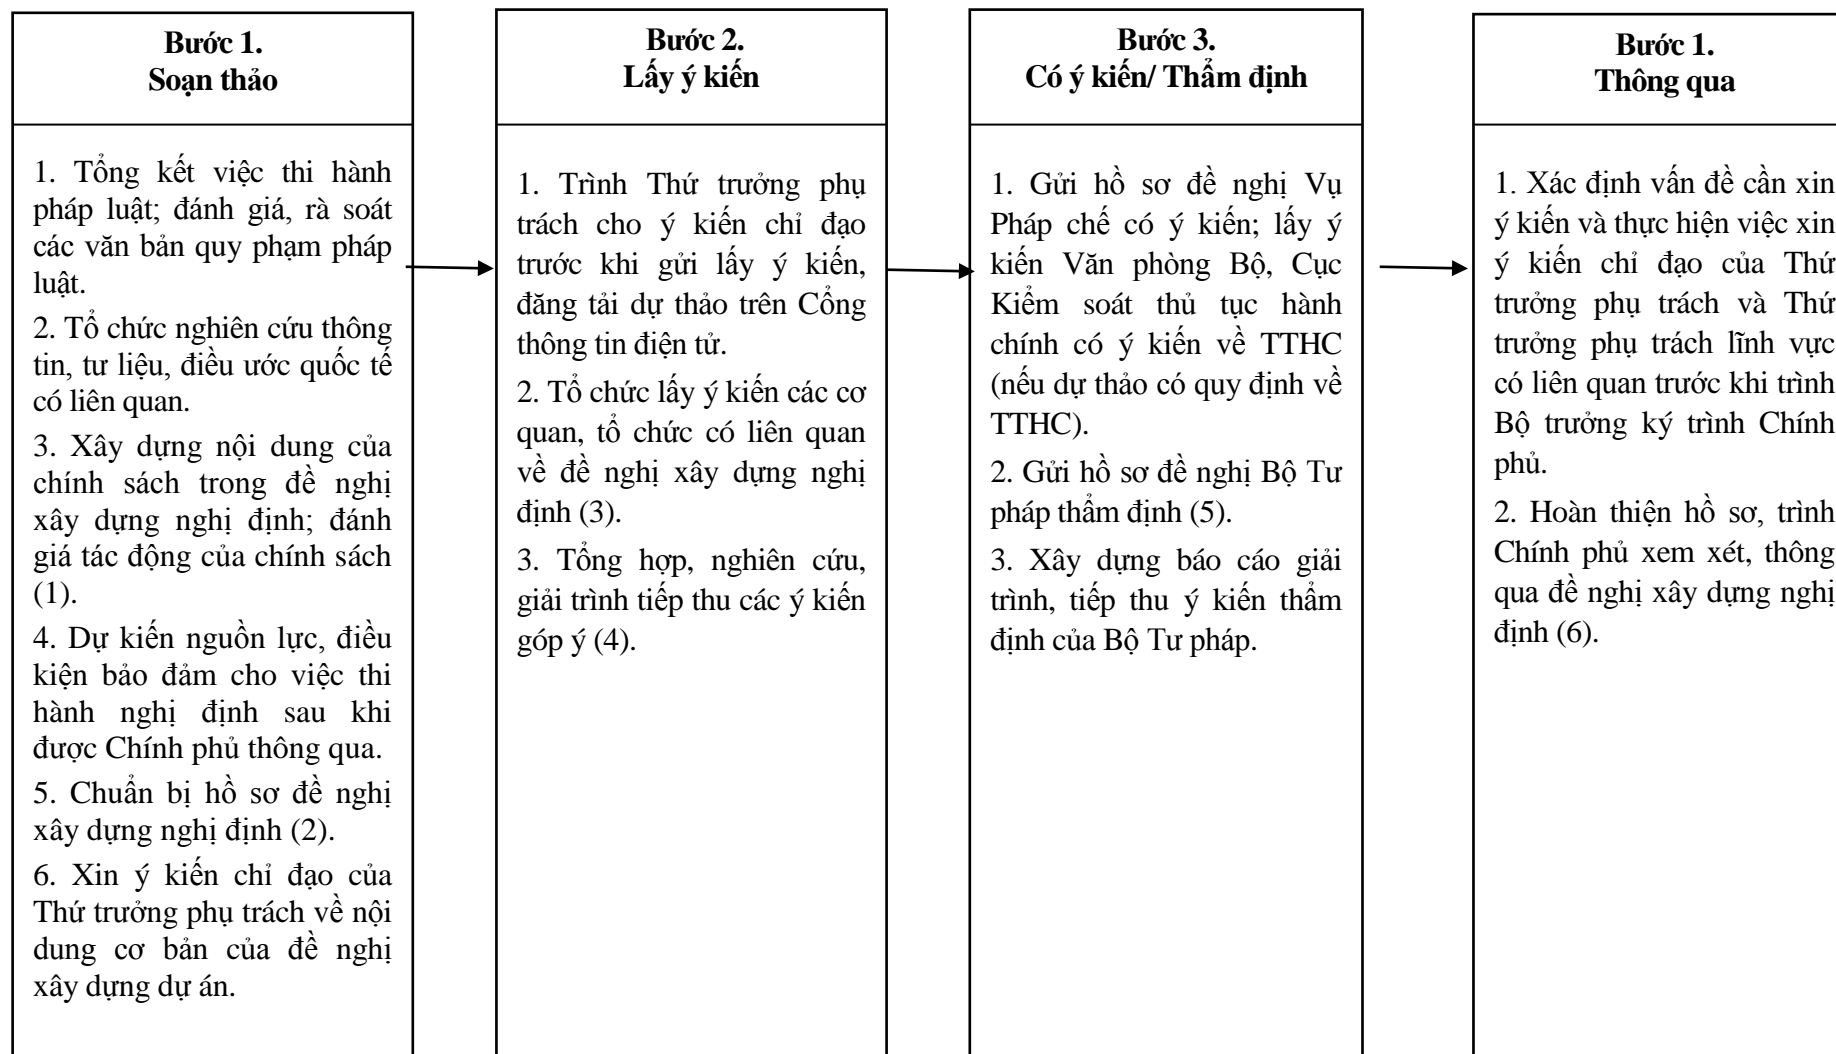 Bước 1.
Soạn thảo
1. Tổng kết việc thi hành
pháp luật; đánh giá, rà soát
các văn bản quy phạm pháp
luật.
2. Tổ chức nghiên cứu thông
tin, tư liệu, điều ước quốc tế
có liên quan.
3. Xây dựng nội dung của
chính sách trong đề nghị
xây dựng nghị định; đánh
giá tác động của chính sách
(1).
4. Dự kiến nguồn lực, điều
kiện bảo đảm cho việc thi
hành nghị định sau khi
được Chính phủ thông qua.
5. Chuẩn bị hồ sơ đề nghị
xây dựng nghị định (2).
6. Xin ý kiến chỉ đạo của
Thứ trưởng phụ trách về nội
dung cơ bản của đề nghị
xây dựng dự án.
Bước 2.
Lấy ý kiến
1. Trình Thứ trưởng phụ
trách cho ý kiến chỉ đạo
trước khi gửi lấy ý kiến,
đăng tải dự thảo trên Cổng
thông tin điện tử.
2. Tổ chức lấy ý kiến các cơ
quan, tổ chức có liên quan
về đề nghị xây dựng nghị
định (3).
3. Tổng hợp, nghiên cứu,
giải trình tiếp thu các ý kiến
góp ý (4).
Bước 3.
Có ý kiến/ Thẩm định
1. Gửi hồ sơ đề nghị Vụ
Pháp chế có ý kiến; lấy ý
kiến Văn phòng Bộ, Cục
Kiểm soát thủ tục hành
chính có ý kiến về TTHC
(nếu dự thảo có quy định về
TTHC).
2. Gửi hồ sơ đề nghị Bộ Tư
pháp thẩm định (5).
3. Xây dựng báo cáo giải
trình, tiếp thu ý kiến thẩm
định của Bộ Tư pháp.
Bước 1.
Thông qua
1. Xác định vấn đề cần xin
ý kiến và thực hiện việc xin
ý kiến chỉ đạo của Thứ
trưởng phụ trách và Thứ
trưởng phụ trách lĩnh vực
có liên quan trước khi trình
Bộ trưởng ký trình Chính
phủ.
2. Hoàn thiện hồ sơ, trình
Chính phủ xem xét, thông
qua đề nghị xây dựng nghị
định (6).